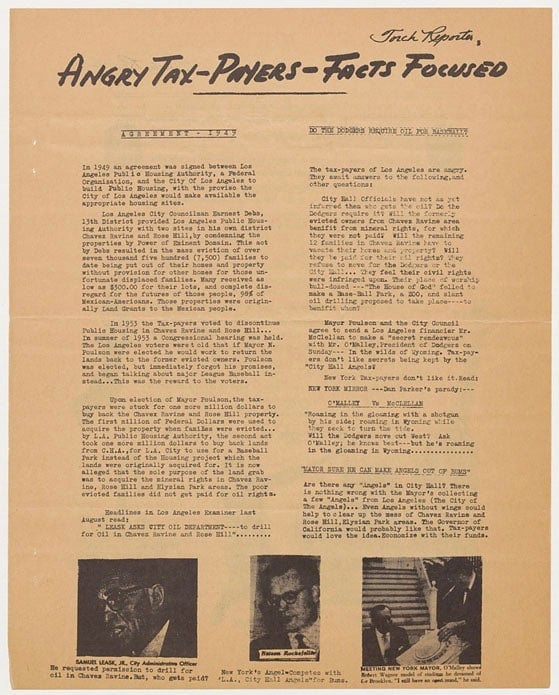 Torch Reporter,
ANGRY TAX-PAYERS-FACTS FOCUSED
AGREEMENT - 1949
In 1949 an agreement was signed between Los
Angeles Public Housing Authority, a Federal
Organization, and the City Of Los Angeles to
build Public Housing, with the proviso the
City of Los Angeles would make available the
appropriate housing sites.
Los Angeles City Councilman Earnest Debs,
13th District provided Los Angeles Public Hous-
ing Authority with two sites in his own district
Chavez Ravine and Rose Hill, by condemning the
properties by Power of Eminent Domain. This act
by Debs resulted in the mass eviction of over
seven thousand five hundred (7,500) families to
date being put out of their homes and property
without provision for other homes for those un-
fortunate displaced families. Many received as
low as $300.00 for their lots, and complete dis-
regard for the futures of those people, 98% of
Mexican-Americans. Those properties were origin-
ally Land Grants to the Mexican people.
In 1953 the Tax-payers voted to discontinue
Public Housing in Chavez Ravine and Rose Hill...
In summer of 1953 a Congressional hearing was held.
The Los Angeles voters were told that if Mayor N.
Poulson were elected he would work to return the
lands back to the former evicted owners. Poulson
was elected, but immediately forgot his promises,
and began talking about major League Baseball in-
stead...This was the reward to the voters.
Upon election of Mayor Poulson, the tax-
payers were stuck for one more million dollars to
buy back the Chavez Ravine and Rose Hill property.
The first million of Federal Dollars were used to
acquire the property when families were evicted...
by L.A. Public Housing Authority, the second act
took one more million dollars to buy back lands
from C.H.A., for L.A. City to use for a Baseball
Park instead of the Housing project which the
lands were originally acquired for. It is now
alleged that the sole purpose of the land grab
was to acquire the mineral rights in Chavez Rav-
ine, Rose Hill and Elysian Park areas. The poor
evicted families did not get paid for oil rights.
Headlines in Los Angeles Examiner last
August read:
" LEASK ASKS CITY OIL DEPARTMENT----to drill
for Oil in Chavez Ravine and Rose Hill".........
DO THE DODGERS REQUIRE OIL FOR BASEBALL?
The tax-payers of Los Angeles are angry.
They await answers to the following, and
other questions:
City Hall Officials have not as yet
informed them who gets the oil? Do the
Dodgers require it? Will the formerly
evicted owners from Chavez Ravine area
benefit from mineral rights, for which
they were not paid? Will the remaining
12 families in Chavez Ravine have to
vacate their homes and property? Will
they be paid for their oil rights? They
refuse to move for the Dodgers or the
City Hall... They feel their civil rights
were infringed upon. Their place of worship
bull-dosed ---"The House of God" felled to
make a Base-Ball Park, a ZOO, and slant
oil drilling proposed to take place----to
benefit whom?
Mayor Poulson and the City Council
agree to send a Los Angeles financier Mr.
McClellan to make a "secret rendezvous"
with Mr. O'Malley, President of Dodgers on
Sunday--- In the wilds of Wyoming. Tax-pay-
ers don't like secrets being kept by the
"City Hall Angels?
New York Tax-payers don't like it. Read:
NEW YORK MIRROR ---Dan Parker's parady:---
O'MALLEY Vs McCLELLAN
"Roaming in the gloaming with a shotgun
by his side; roaming in Wyoming while
they seek to turn the tide.
Will the Dodgers move out West? Ask
O'Malley; he knows best---but he's roaming
in the gloaming in Wyoming.................
"MAYOR SURE HE CAN MAKE ANGELS OUT OF BUMS"
Are there any "Angels" in City Hall? There
is nothing wrong with the Mayor's collecting
a few "Angels" from Los Angeles (The City of
The Angels)... Even Angels without wings could
help to clear up the mess of Chavez Ravine and
Rose Hill, Elysian Park areas. The Governor of
California would probably like that. Tax-payers
would love the idea. Economize with their funds.
SAMUEL LEASK, JR., City Administrative Officer
He requested permission to drill for
oil in Chavez Ravine. But, who gets paid?
Nelson Rockefeller
New York's Angel-Competes with
"L.A., City Hall Angels" for Bums.
MEETING NEW YORK MAYOR, O'Malley shows
Robert Wagner model of stadium he dreamed of
for Brooklyn. "I still have an open mind," he said.